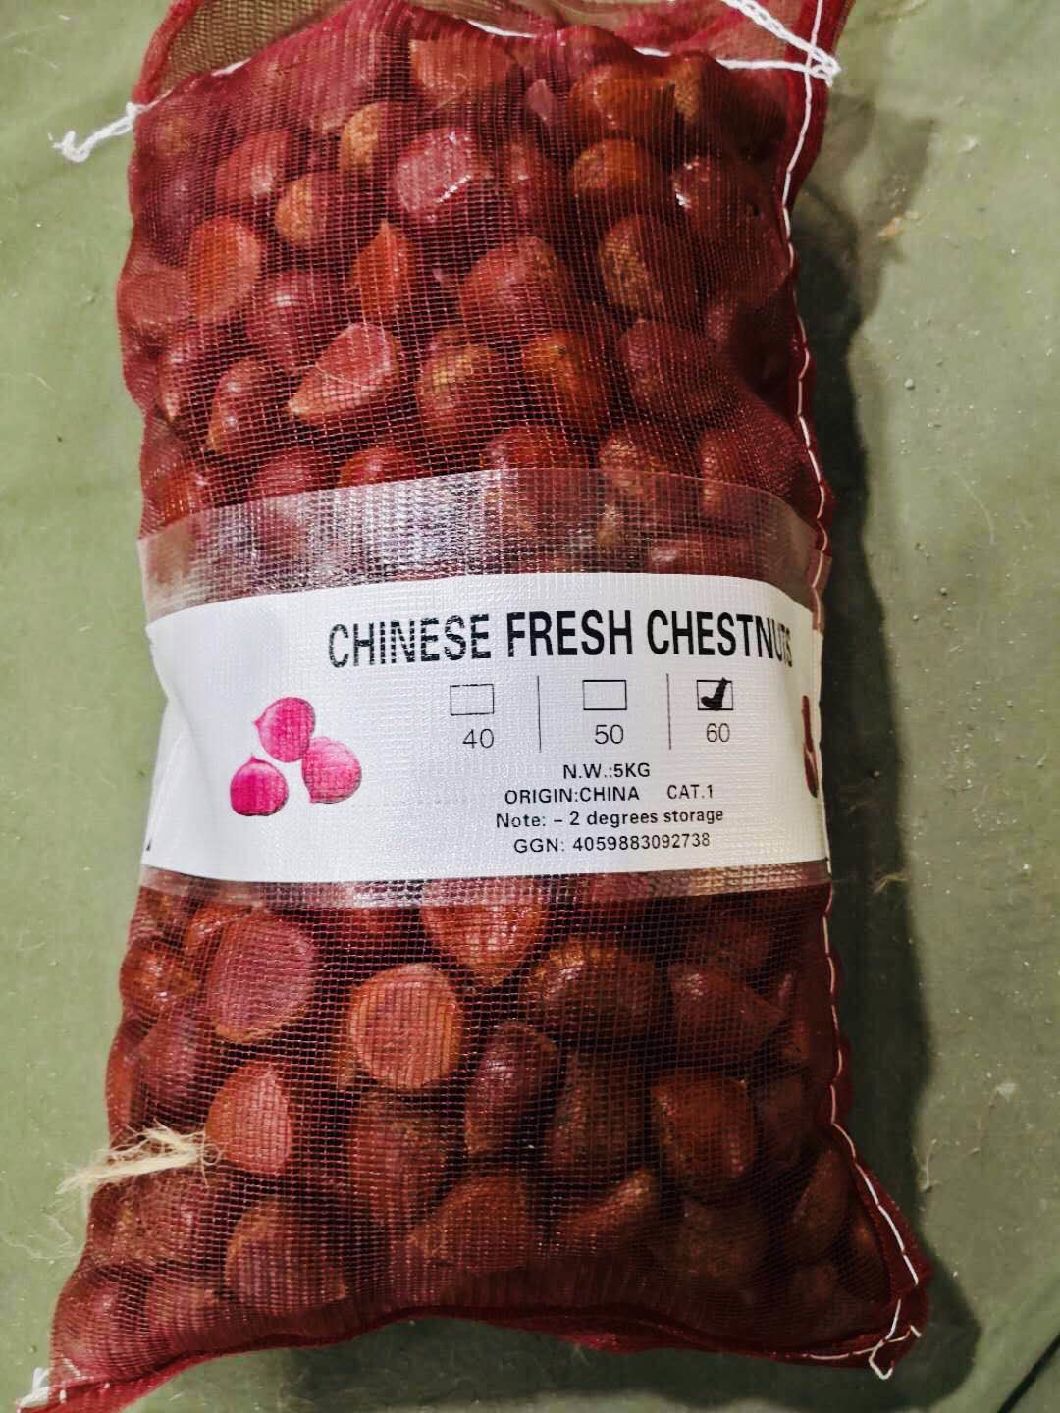 CHINESE FRESH CHESTNUTS
40 50 60
N.W.:5KG
ORIGIN:CHINA CAT.1
Note: - 2 degrees storage
GGN: 4059883092738